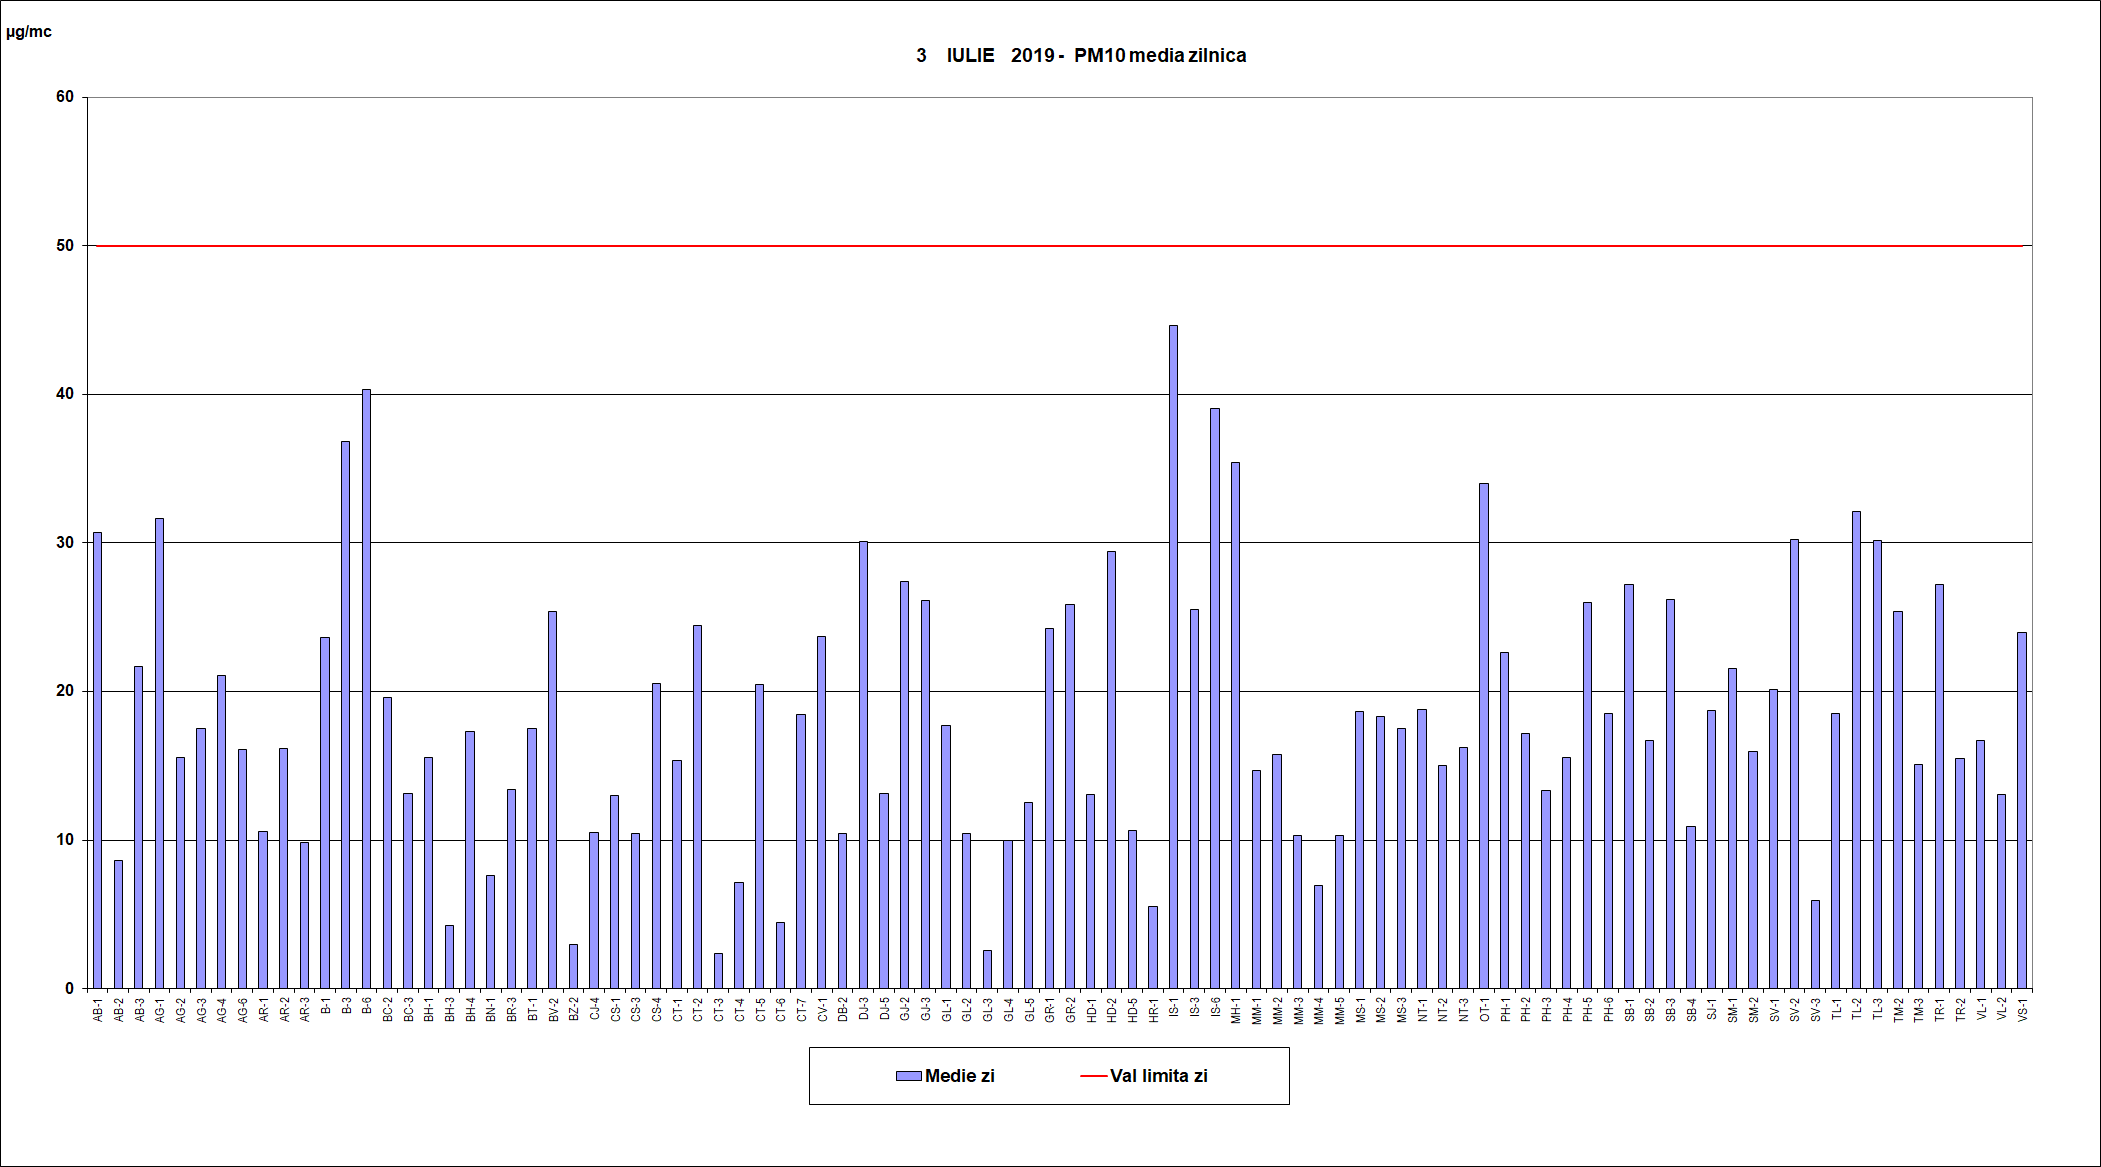 µg/mc
3 IULIE 2019 - PM10 media zilnica
60
50
40
30
20
10
0
AB-1 AB-2 AB-3 AG-1 AG-2 AG-3 AG-4 AG-6 AR-1 AR-2 AR-3 B-1 B-3 B-6 BC-2 BC-3 BH-1 BH-3 BH-4 BN-1 BR-3 BT-1 BV-2 BZ-2 CJ-4 CS-1 CS-3 CS-4 CT-1 CT-2 CT-3 CT-4 CT-5 CT-6 CT-7 CV-1 DB-2 DJ-3 DJ-5 GJ-2 GJ-3 GL-1 GL-2 GL-3 GL-4 GL-5 GR-1 GR-2 HD-1 HD-2 HD-5 HR-1 IS-1 IS-3 IS-6 MH-1 MM-1 MM-2 MM-3 MM-4 MM-5 MS-1 MS-2 MS-3 NT-1 NT-2 NT-3 OT-1 PH-1 PH-2 PH-3 PH-4 PH-5 PH-6 SB-1 SB-2 SB-3 SB-4 SJ-1 SM-1 SM-2 SV-1 SV-2 SV-3 TL-1 TL-2 TL-3 TM-2 TM-3 TR-1 TR-2 VL-1 VL-2 VS-1
Medie zi Val limita zi